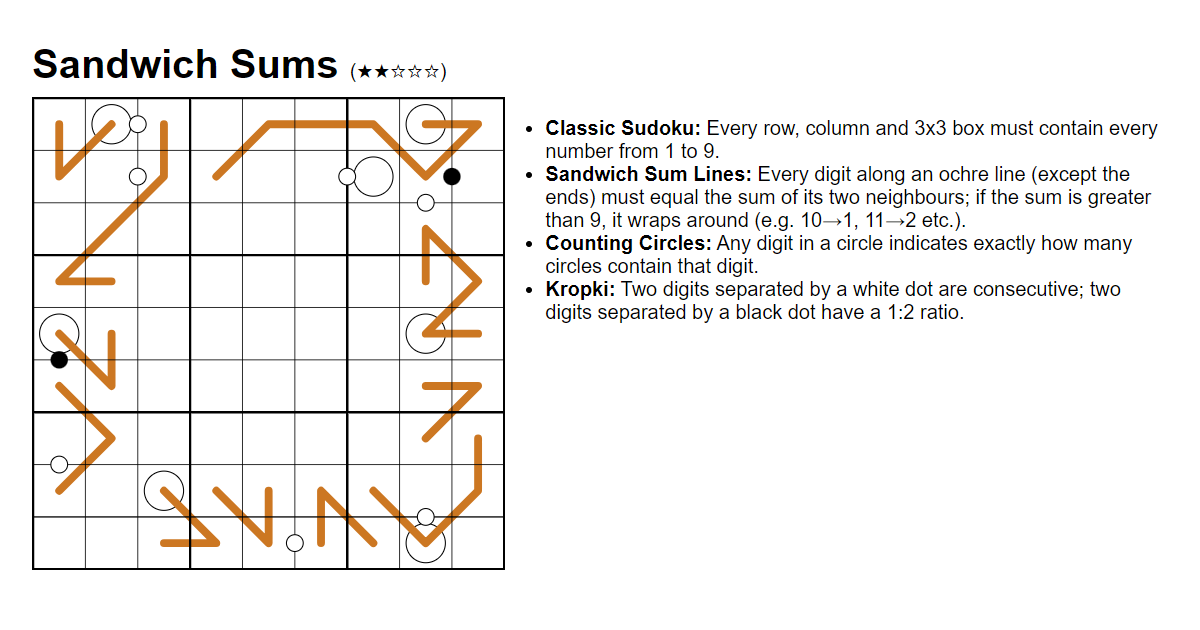 Sandwich Sums (★★☆☆☆)
• Classic Sudoku: Every row, column and 3x3 box must contain every
number from 1 to 9.
• Sandwich Sum Lines: Every digit along an ochre line (except the
ends) must equal the sum of its two neighbours; if the sum is greater
than 9, it wraps around (e.g. 10→1, 11→2 etc.).
• Counting Circles: Any digit in a circle indicates exactly how many
circles contain that digit.
• Kropki: Two digits separated by a white dot are consecutive; two
digits separated by a black dot have a 1:2 ratio.